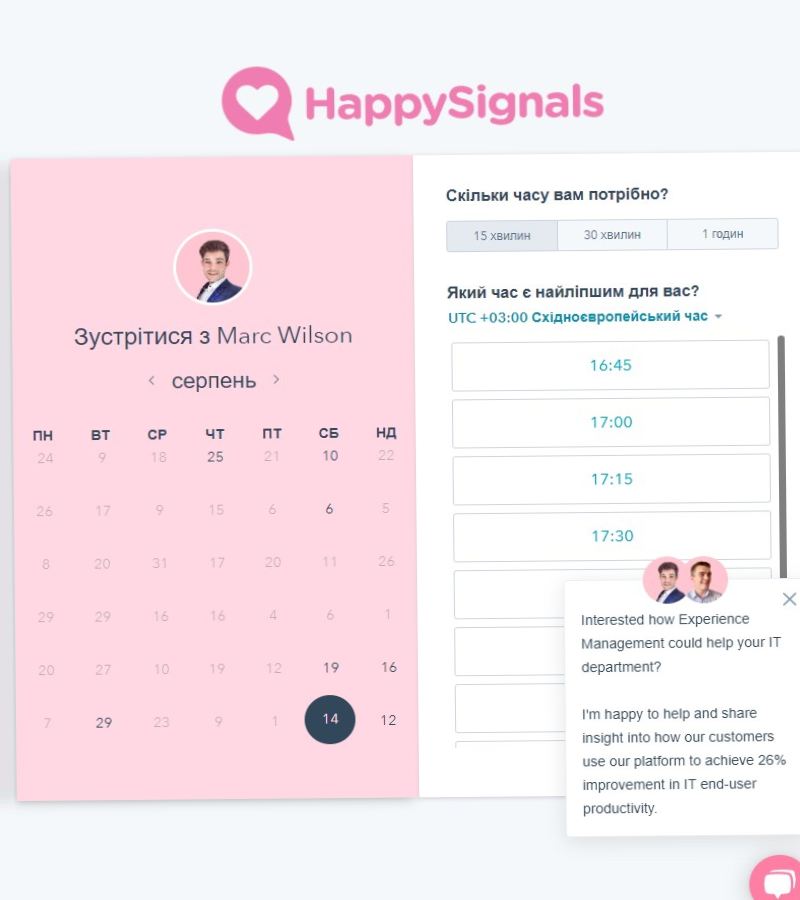 HappySignals
Зустрітися з Marc Wilson
серпень
ПН ВТ СР ЧТ ПТ СБ НД
24 9 18 25 21 10 22
26 17 9 15 6 6 5
8 20 31 17 20 11 26
29 29 16 16 4 6 1
20 27 10 19 12 19 16
7 29 23 9 1 14 12
Скільки часу вам потрібно?
15 хвилин 30 хвилин 1 годин
Який час є найліпшим для вас?
UTC +03:00 Східноєвропейський час
16:45
17:00
17:15
17:30
Interested how Experience
Management could help your IT
department?
I'm happy to help and share
insight into how our customers
use our platform to achieve 26%
improvement in IT end-user
productivity.